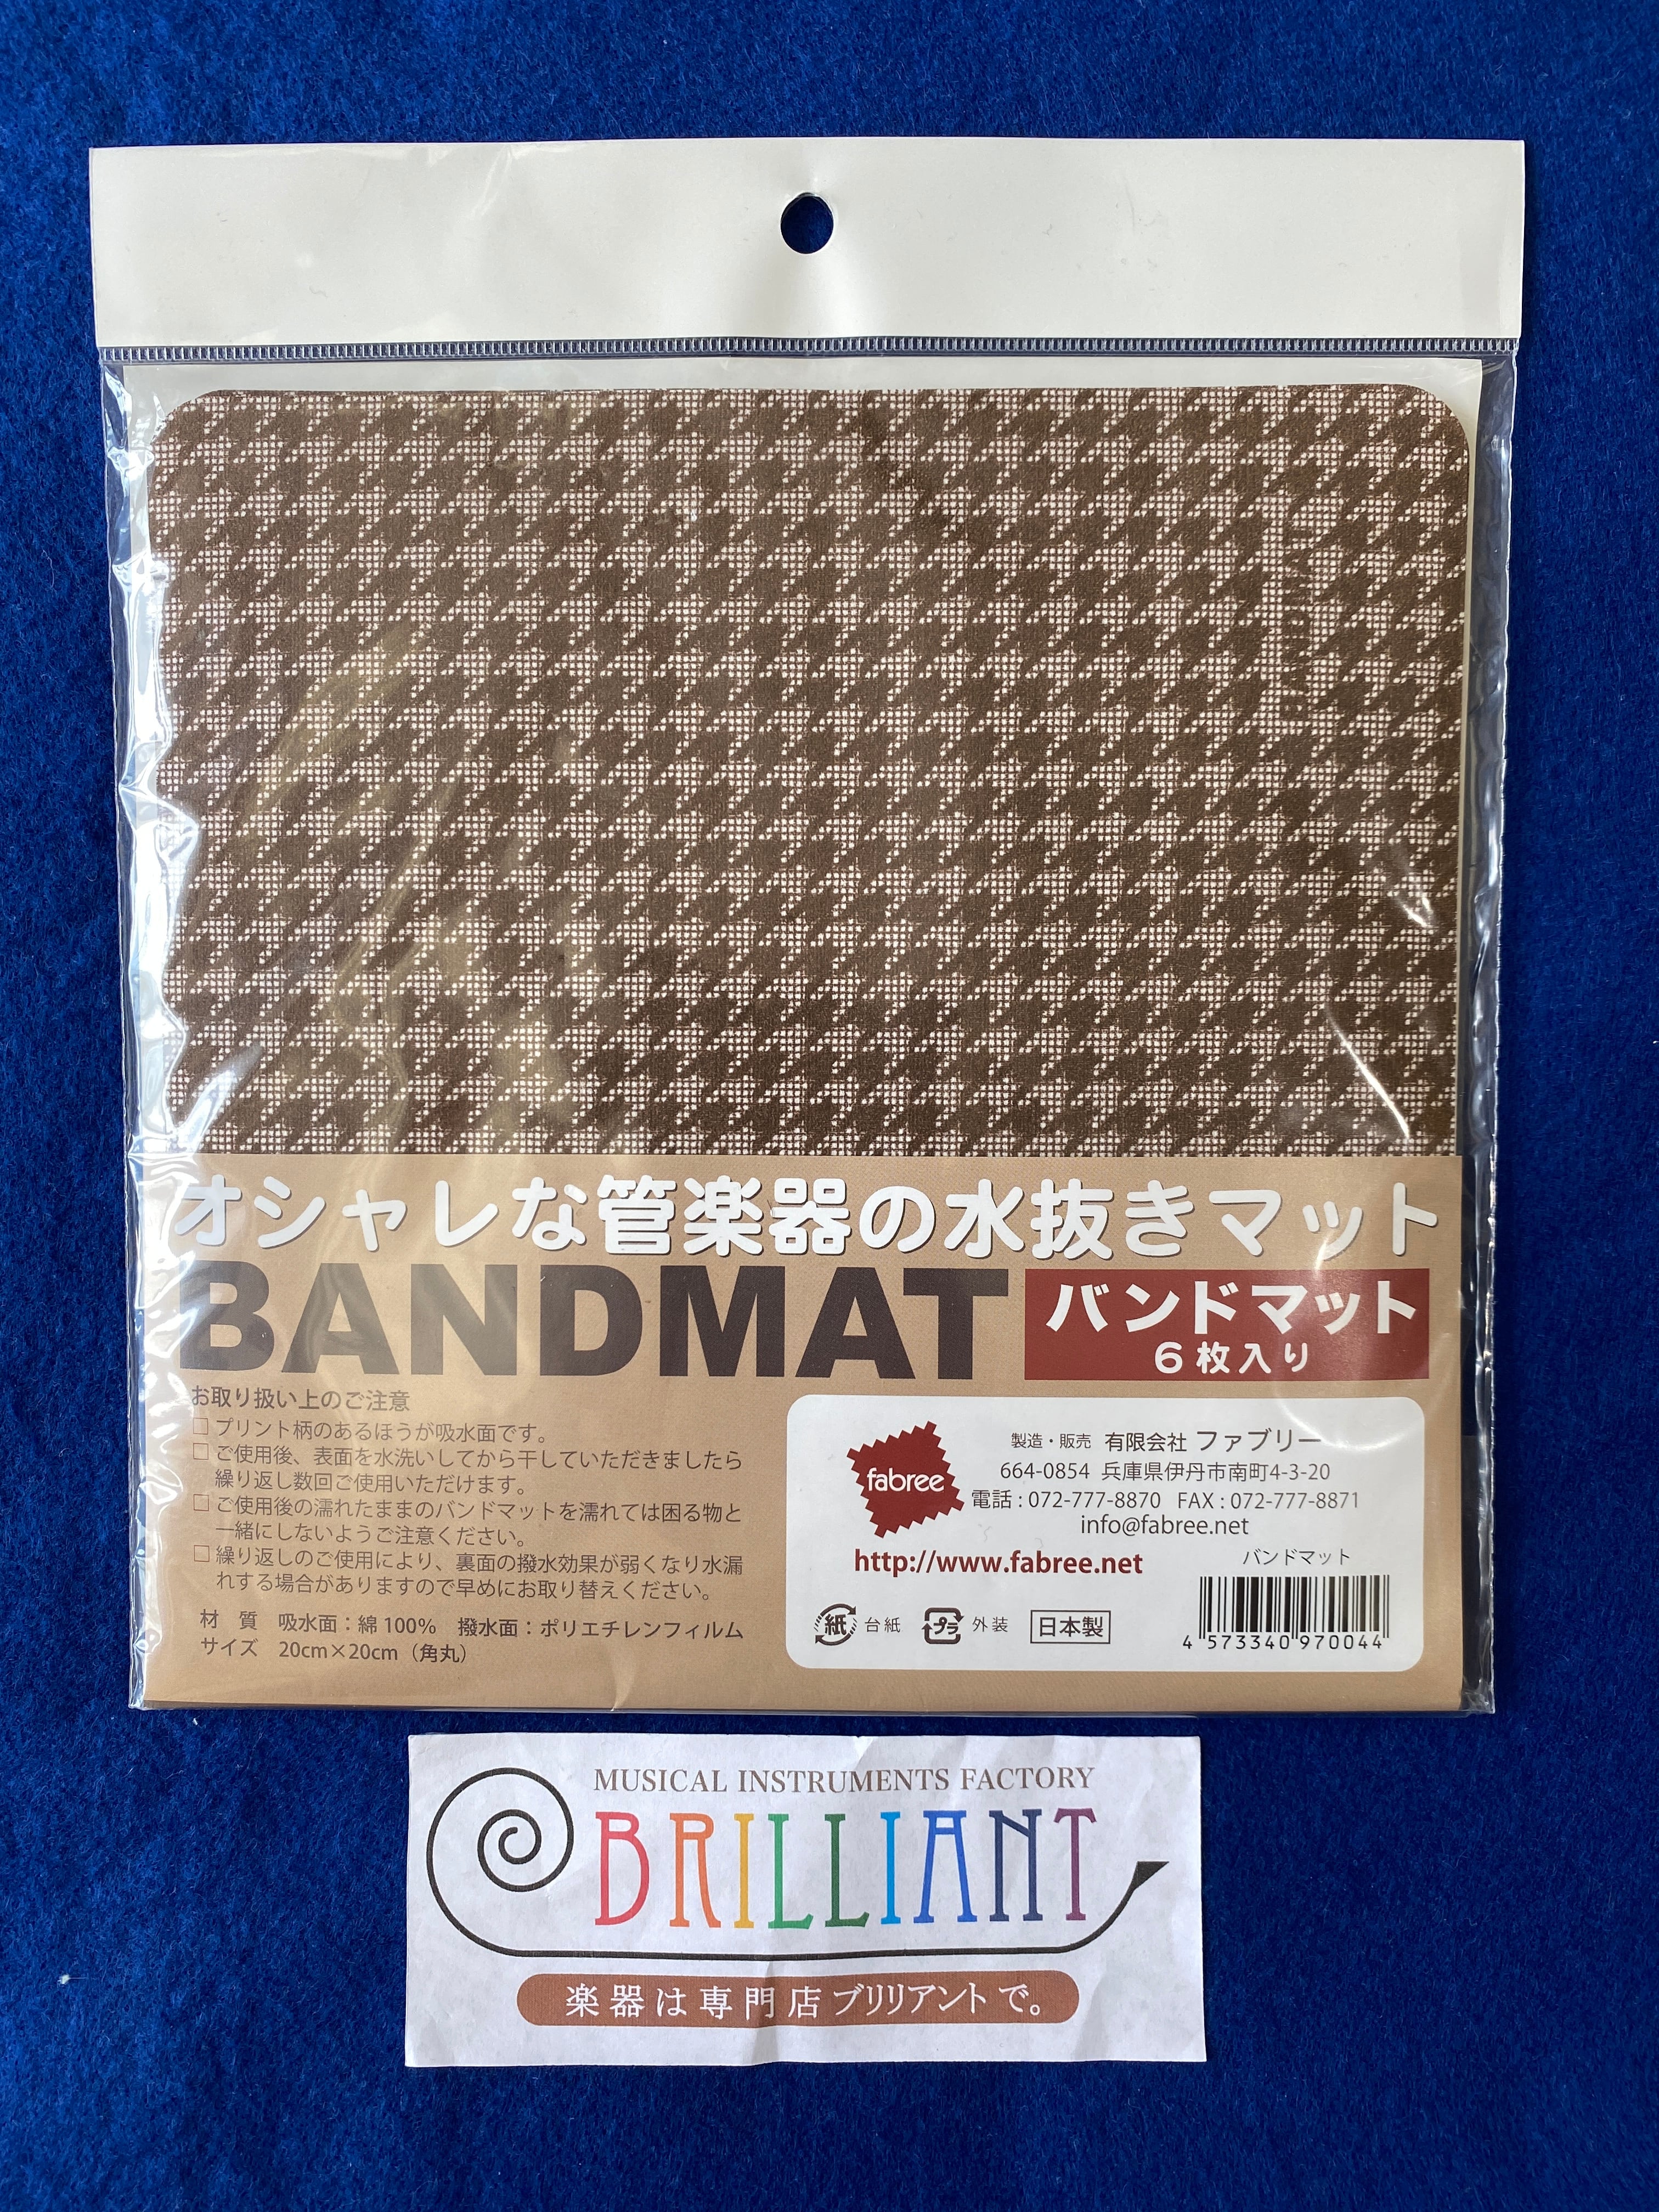 オシャレな管楽器の水抜きマット
BANDMAT
バンドマット
6枚入り
お取り扱い上のご注意
□プリント柄のあるほうが吸水面です。
□ご使用後、表面を水洗いしてから干していただきましたら
繰り返し数回ご使用いただけます。
□ご使用後の濡れたままのバンドマットを濡れては困る物と
一緒にしないようご注意ください。
□繰り返しのご使用により、裏面の撥水効果が弱くなり水漏
れする場合がありますので早めにお取り替えください。
材 質 吸水面:綿100% 撥水面:ポリエチレンフィルム
サイズ 20cm×20cm(角丸)
fabree
製造・販売 有限会社 ファブリー
664-0854 兵庫県伊丹市南町4-3-20
電話:072-777-8870 FAX:072-777-8871
info@fabree.net
http://www.fabree.net
バンドマット
紙 台紙 プラ 外装 日本製
4 573340 970044
MUSICAL INSTRUMENTS FACTORY
BRILLIANT
楽器は専門店ブリリアントで。